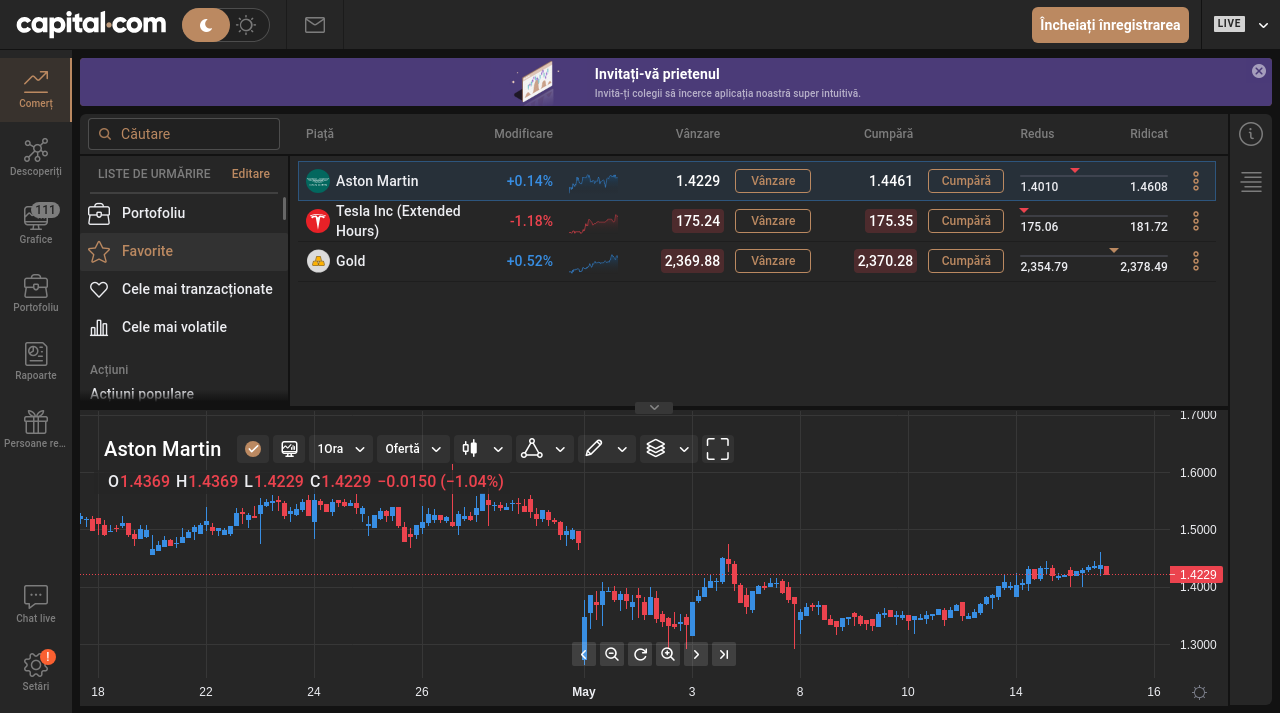 capital.com
Încheiați înregistrarea
LIVE
Comerț
Descoperiți
111
Grafice
Portofoliu
Rapoarte
Persoane re...
Chat live
!
Setări
Invitați-vă prietenul
Invită-ți colegii să încerce aplicația noastră super intuitivă.
Căutare
LISTE DE URMĂRIRE Editare
Portofoliu
Favorite
Cele mai tranzacționate
Cele mai volatile
Acțiuni
Acțiuni populare
Piață Modificare Vânzare Cumpără Redus Ridicat
Aston Martin +0.14% 1.4229 Vânzare 1.4461 Cumpără 1.4010 1.4608
Tesla Inc (Extended
Hours) -1.18% 175.24 Vânzare 175.35 Cumpără 175.06 181.72
Gold +0.52% 2,369.88 Vânzare 2,370.28 Cumpără 2,354.79 2,378.49
Aston Martin 1Ora Ofertă
O1.4369 H1.4369 L1.4229 C1.4229 −0.0150 (−1.04%)
1.7000
1.6000
1.5000
1.4229
1.4000
1.3000
18 22 24 26 May 3 8 10 14 16